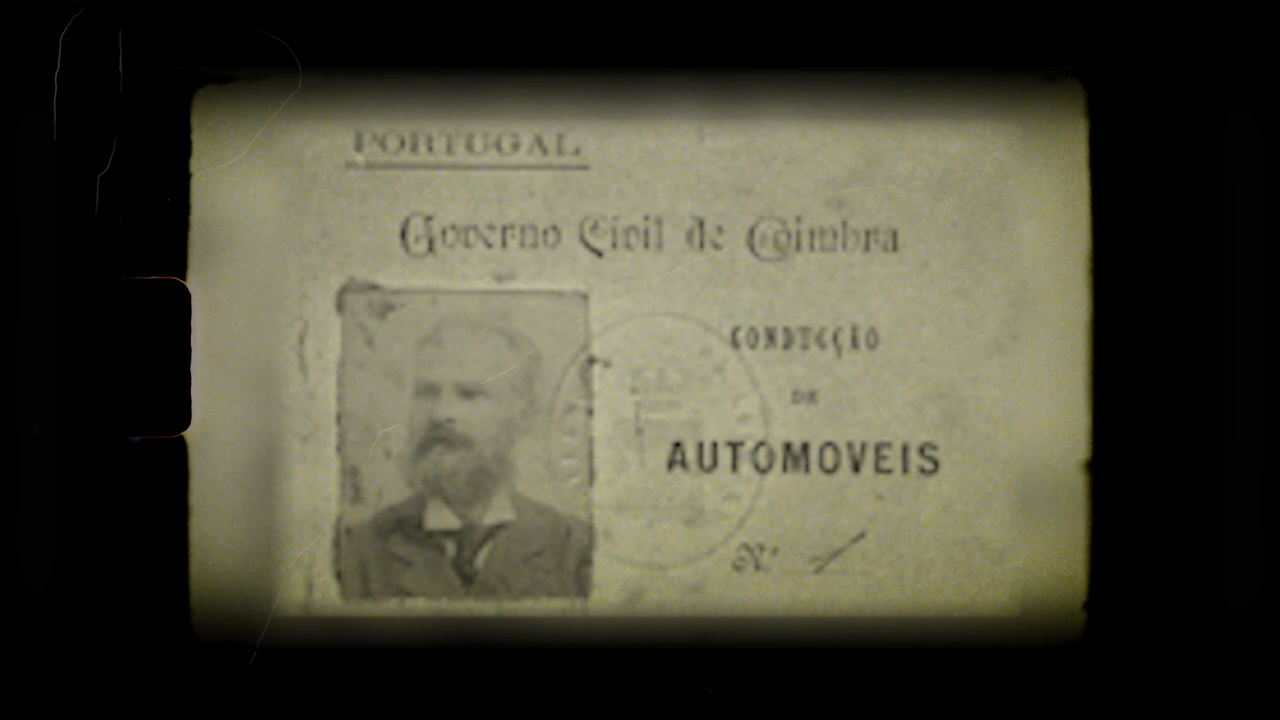 PORTUGAL
Governo Civil de Coimbra
CONDUCÇÃO
DE
AUTOMOVEIS
Nº 1